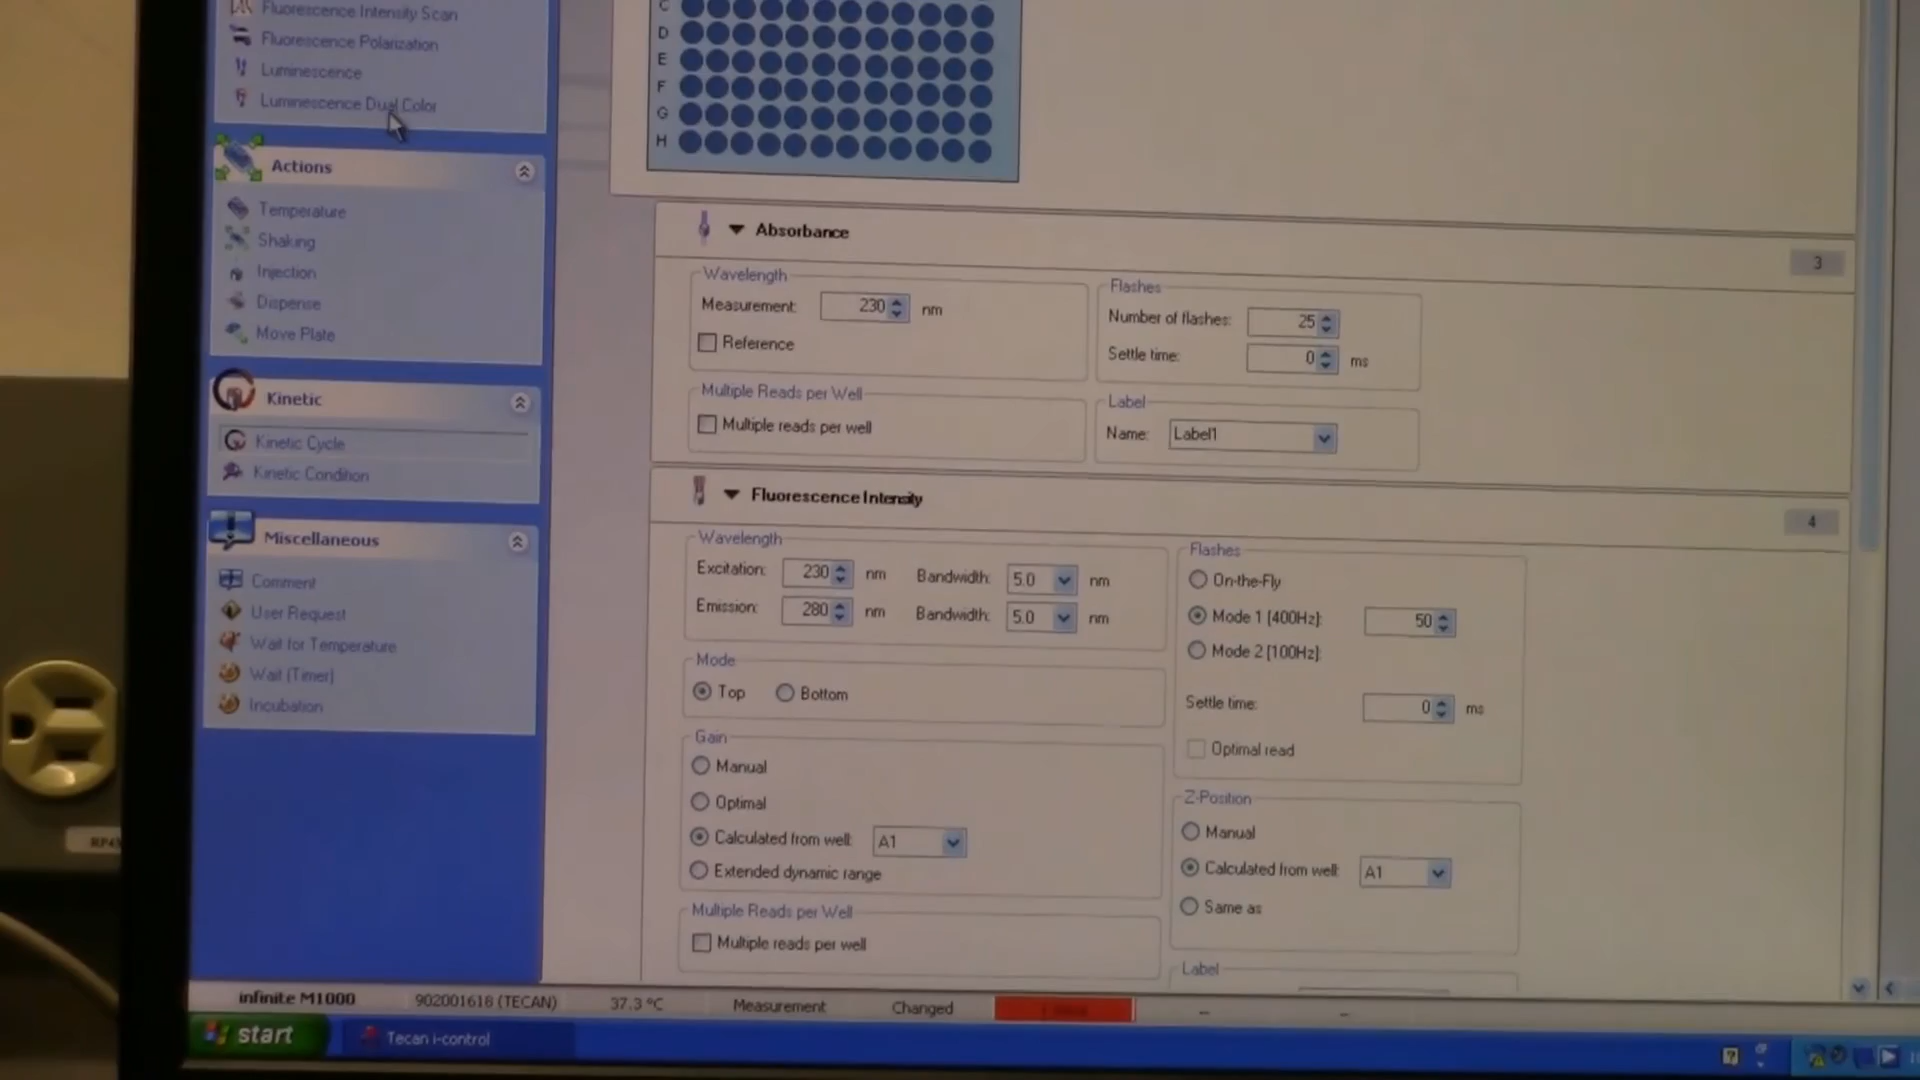 Fluorescence Intensity Scan
Fluorescence Polarization
Luminescence
Luminescence Dual Color
Actions
Temperature
Shaking
Injection
Dispense
Move Plate
Kinetic
Kinetic Cycle
Kinetic Condition
Miscellaneous
Comment
User Request
Wait for Temperature
Wait (Timer)
Incubation
C
D
E
F
G
H
Absorbance
3
Wavelength
Measurement: 230 nm
Reference
Flashes
Number of flashes: 25
Settle time: 0 ms
Multiple Reads per Well
Multiple reads per well
Label
Name: Label1
Fluorescence Intensity
4
Wavelength
Excitation: 230 nm Bandwidth: 5.0 nm
Emission: 280 nm Bandwidth: 5.0 nm
Flashes
On-the-Fly
Mode 1 (400Hz): 50
Mode 2 (100Hz):
Settle time: 0 ms
Optimal read
Mode
Top Bottom
Gain
Manual
Optimal
Calculated from well: A1
Extended dynamic range
Z-Position
Manual
Calculated from well: A1
Same as
Multiple Reads per Well
Multiple reads per well
Label
infinite M1000 902001618 (TECAN) 37.3 °C Measurement Changed -- --
start Tecan i-control